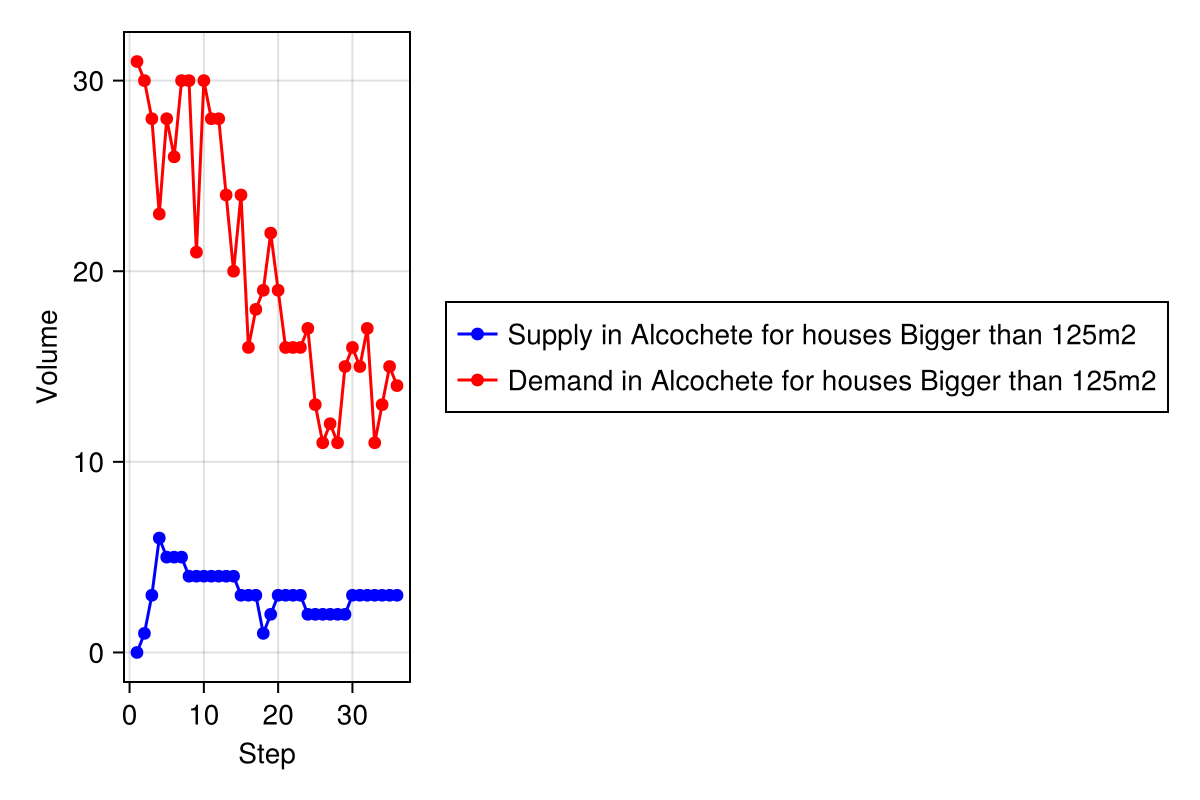 30
20
10
0
Volume
0 10 20 30
Step
Supply in Alcochete for houses Bigger than 125m2
Demand in Alcochete for houses Bigger than 125m2